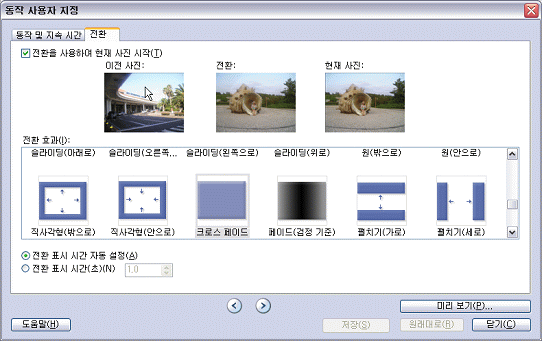 동작 사용자 지정
동작 및 지속 시간 전환
전환을 사용하여 현재 사진 시작(T)
이전 사진: 전환: 현재 사진:
전환 효과(I):
슬라이딩(아래로) 슬라이딩(오른쪽... 슬라이딩(왼쪽으로) 슬라이딩(위로) 원(밖으로) 원(안으로)
직사각형(밖으로) 직사각형(안으로) 크로스 페이드 페이드(검정 기준) 펼치기(가로) 펼치기(세로)
전환 표시 시간 자동 설정(A)
전환 표시 시간(초)(N) 1,0
미리 보기(P)...
도움말(H) 저장(S) 원래대로(R) 닫기(C)